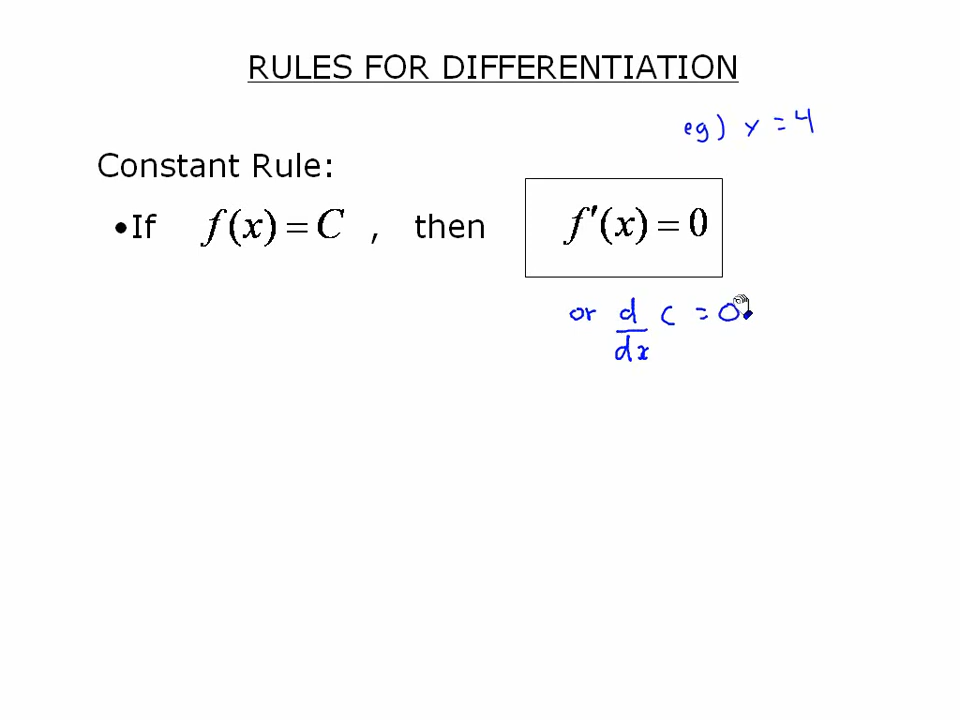 RULES FOR DIFFERENTIATION
eg) y = 4
Constant Rule:
•If f(x) = C , then f′(x) = 0
or d/dx c = 0